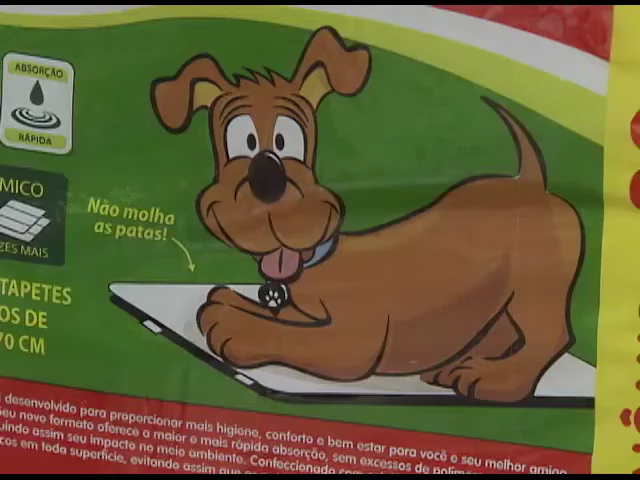 ABSORÇÃO
RÁPIDA
MICO
ZES MAIS
Não molha
as patas!
TAPETES
OS DE
70 CM
desenvolvido para proporcionar mais higiene, conforto e bem estar para você e seu melhor amigo
Seu novo formato oferece a maior e mais rápida absorção, sem excessos de
uindo assim seu impacto no meio ambiente. Confeccionado
cos em toda superfície, evitando assim que